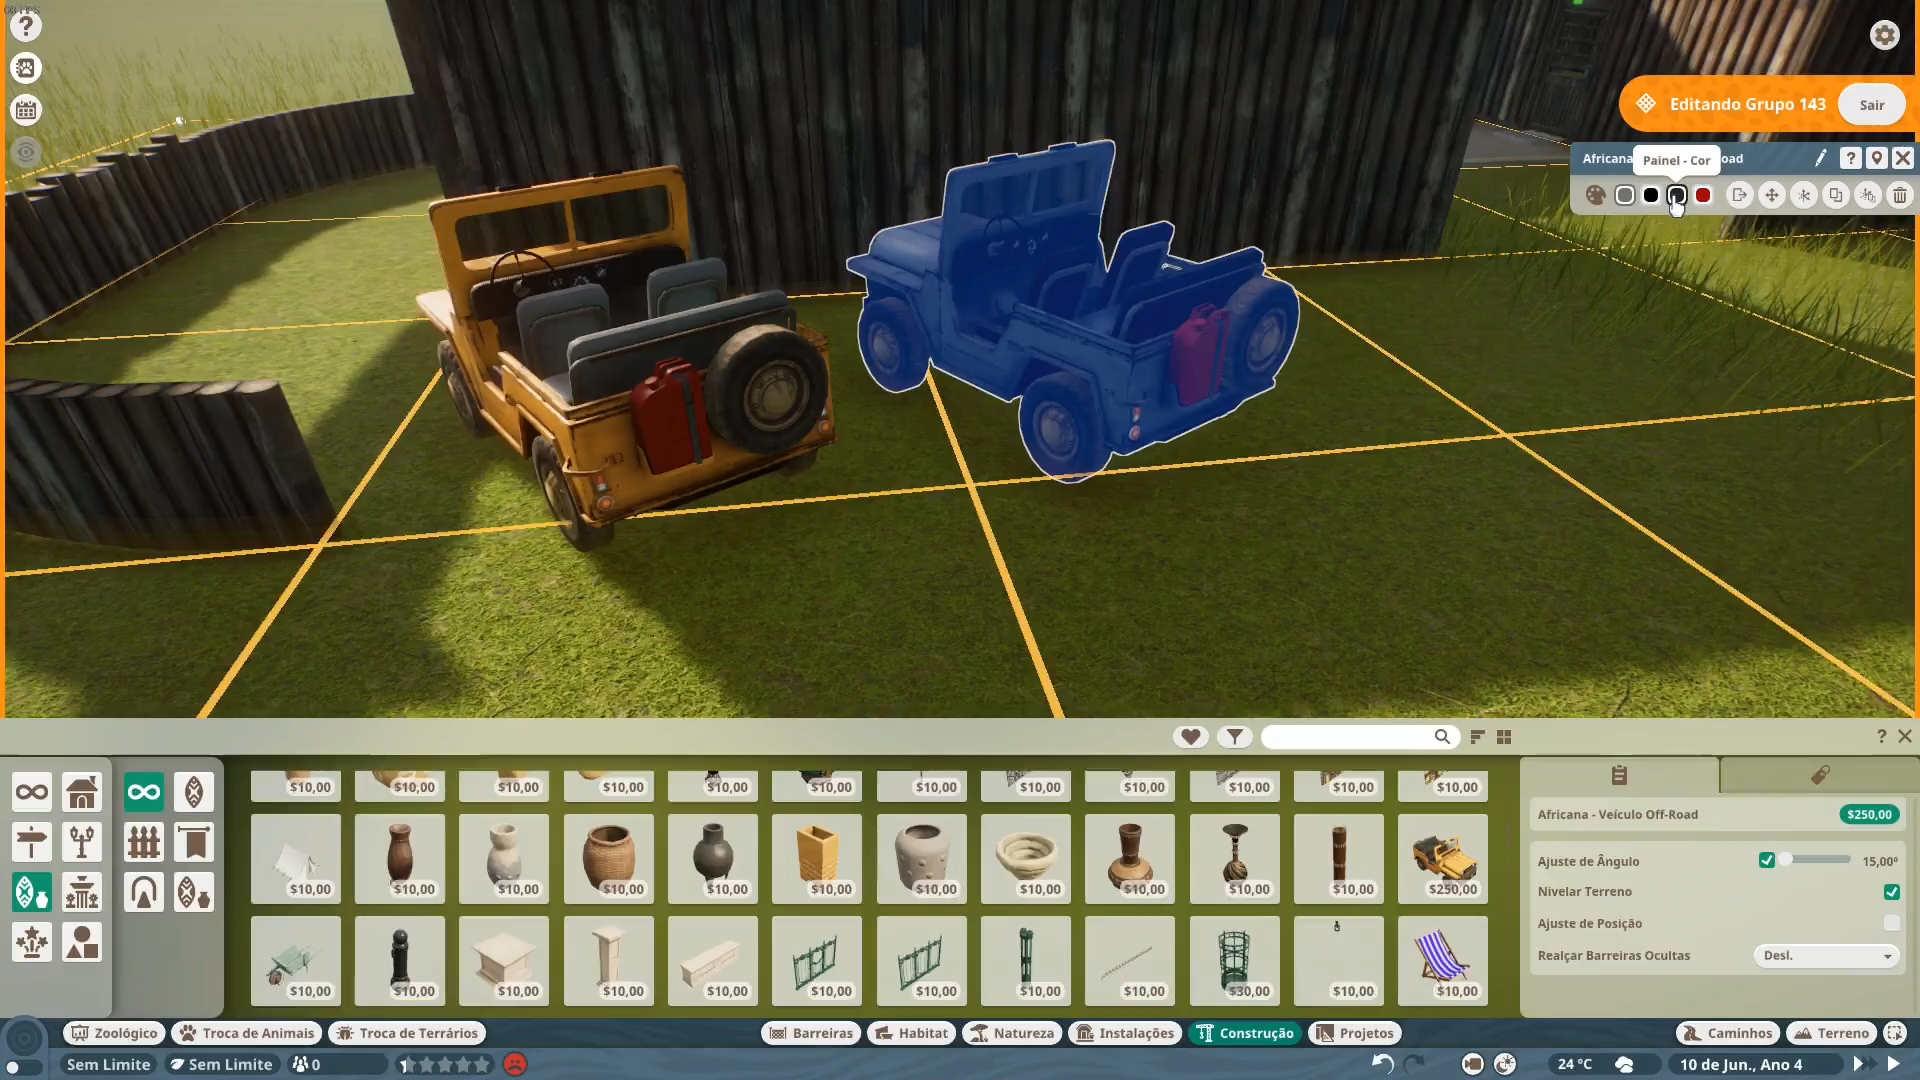 Editando Grupo 143
Sair
Africana
Painel - Cor
oad
$10,00 $10,00 $10,00 $10,00 $10,00 $10,00 $10,00 $10,00 $10,00 $10,00 $10,00 $10,00
$10,00 $10,00 $10,00 $10,00 $10,00 $10,00 $10,00 $10,00 $10,00 $10,00 $10,00 $250,00
$10,00 $10,00 $10,00 $10,00 $10,00 $10,00 $10,00 $10,00 $10,00 $30,00 $10,00 $10,00
Africana - Veículo Off-Road $250,00
Ajuste de Ângulo 15,00º
Nivelar Terreno
Ajuste de Posição
Realçar Barreiras Ocultas Desl.
Zoológico Troca de Animais Troca de Terrários Barreiras Habitat Natureza Instalações Construção Projetos Caminhos Terreno
Sem Limite Sem Limite 0 24 °C 10 de Jun., Ano 4